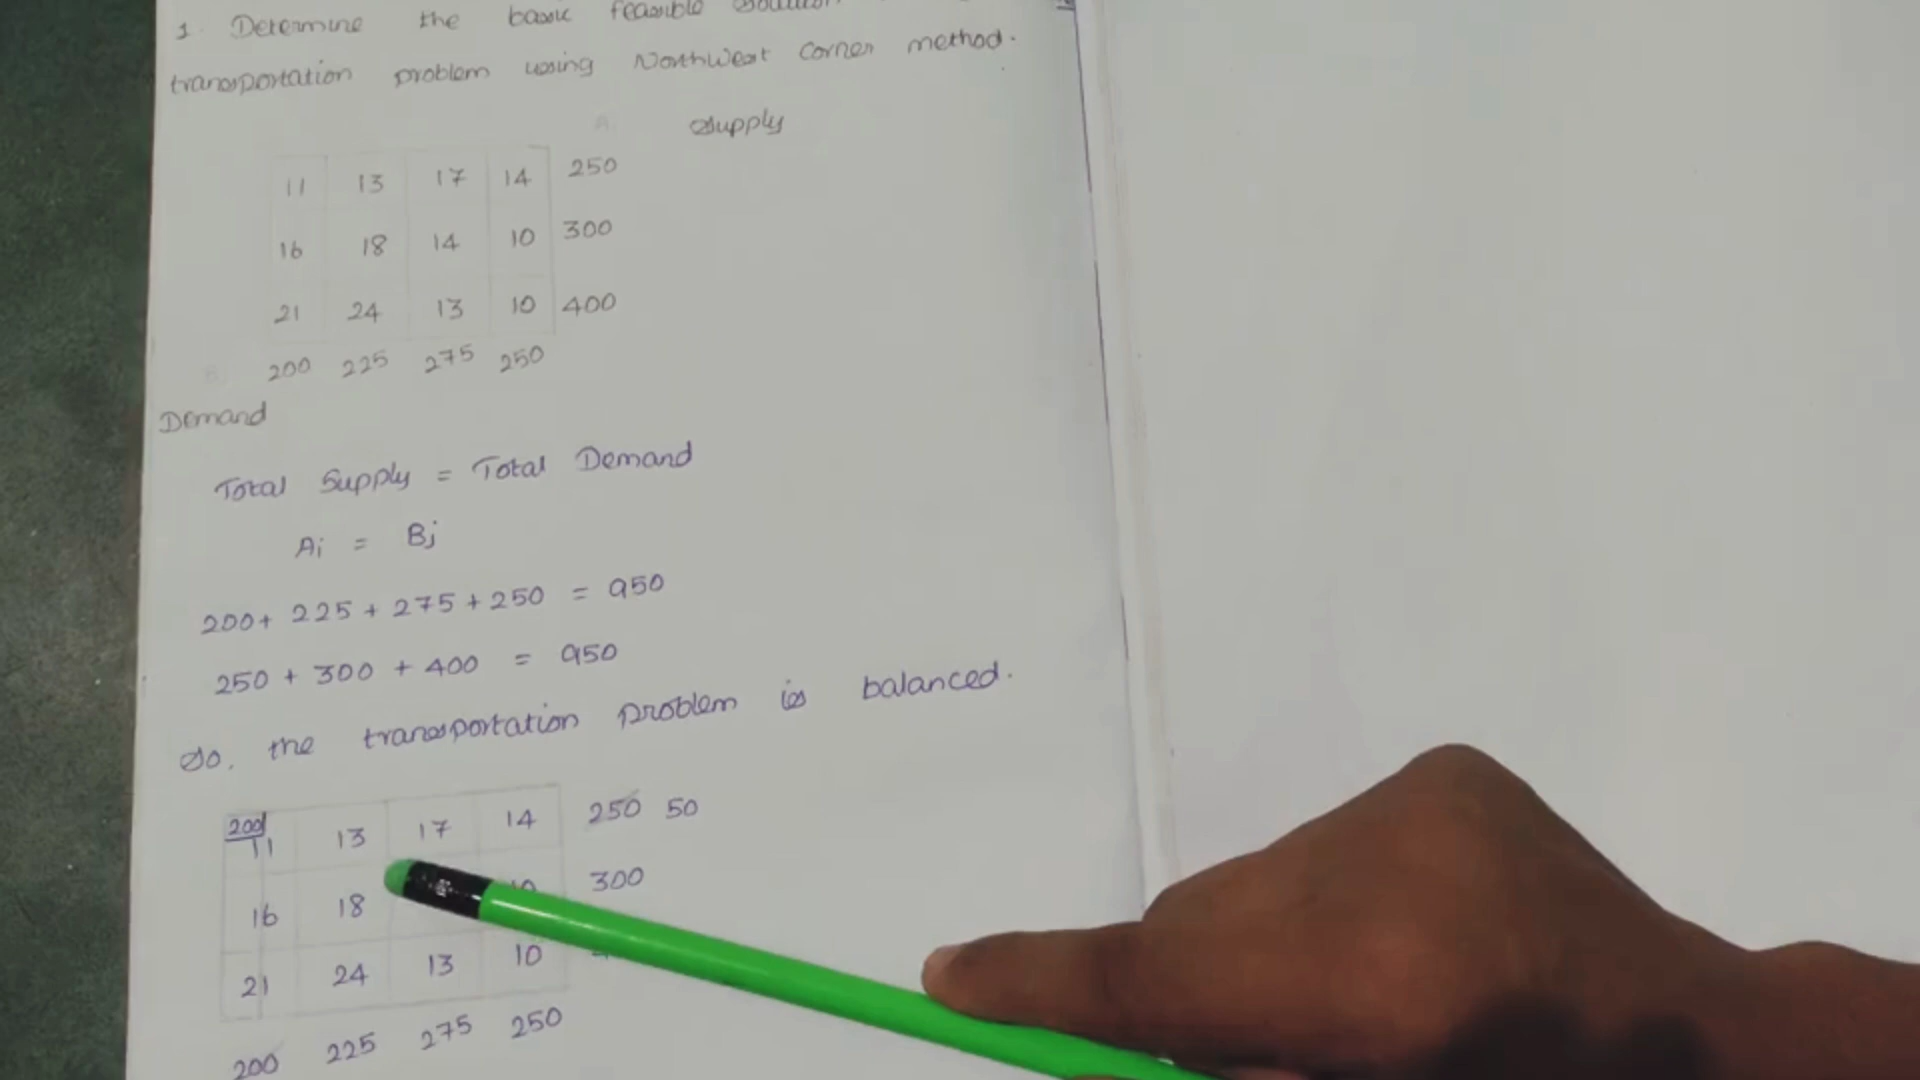 1. Determine the basic feasible solution
transportation problem using NorthWest Corner method.
Supply
11 13 17 14 250
16 18 14 10 300
21 24 13 10 400
200 225 275 250
Demand
Total Supply = Total Demand
Ai = Bj
200 + 225 + 275 + 250 = 950
250 + 300 + 400 = 950
So, the transportation problem is balanced.
200
11 13 17 14 250 50
16 18 10 300
21 24 13 10
200 225 275 250